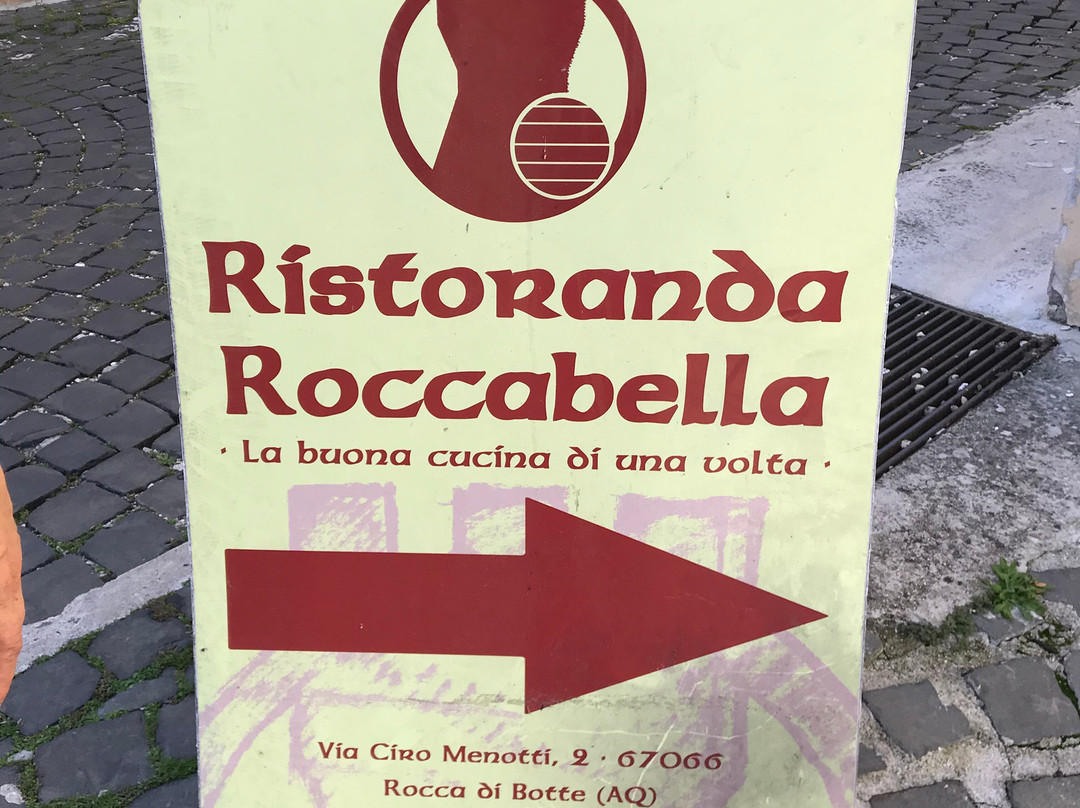 Ristoranda
Roccabella
· La buona cucina di una volta ·
Via Ciro Menotti, 2 · 67066
Rocca di Botte (AQ)